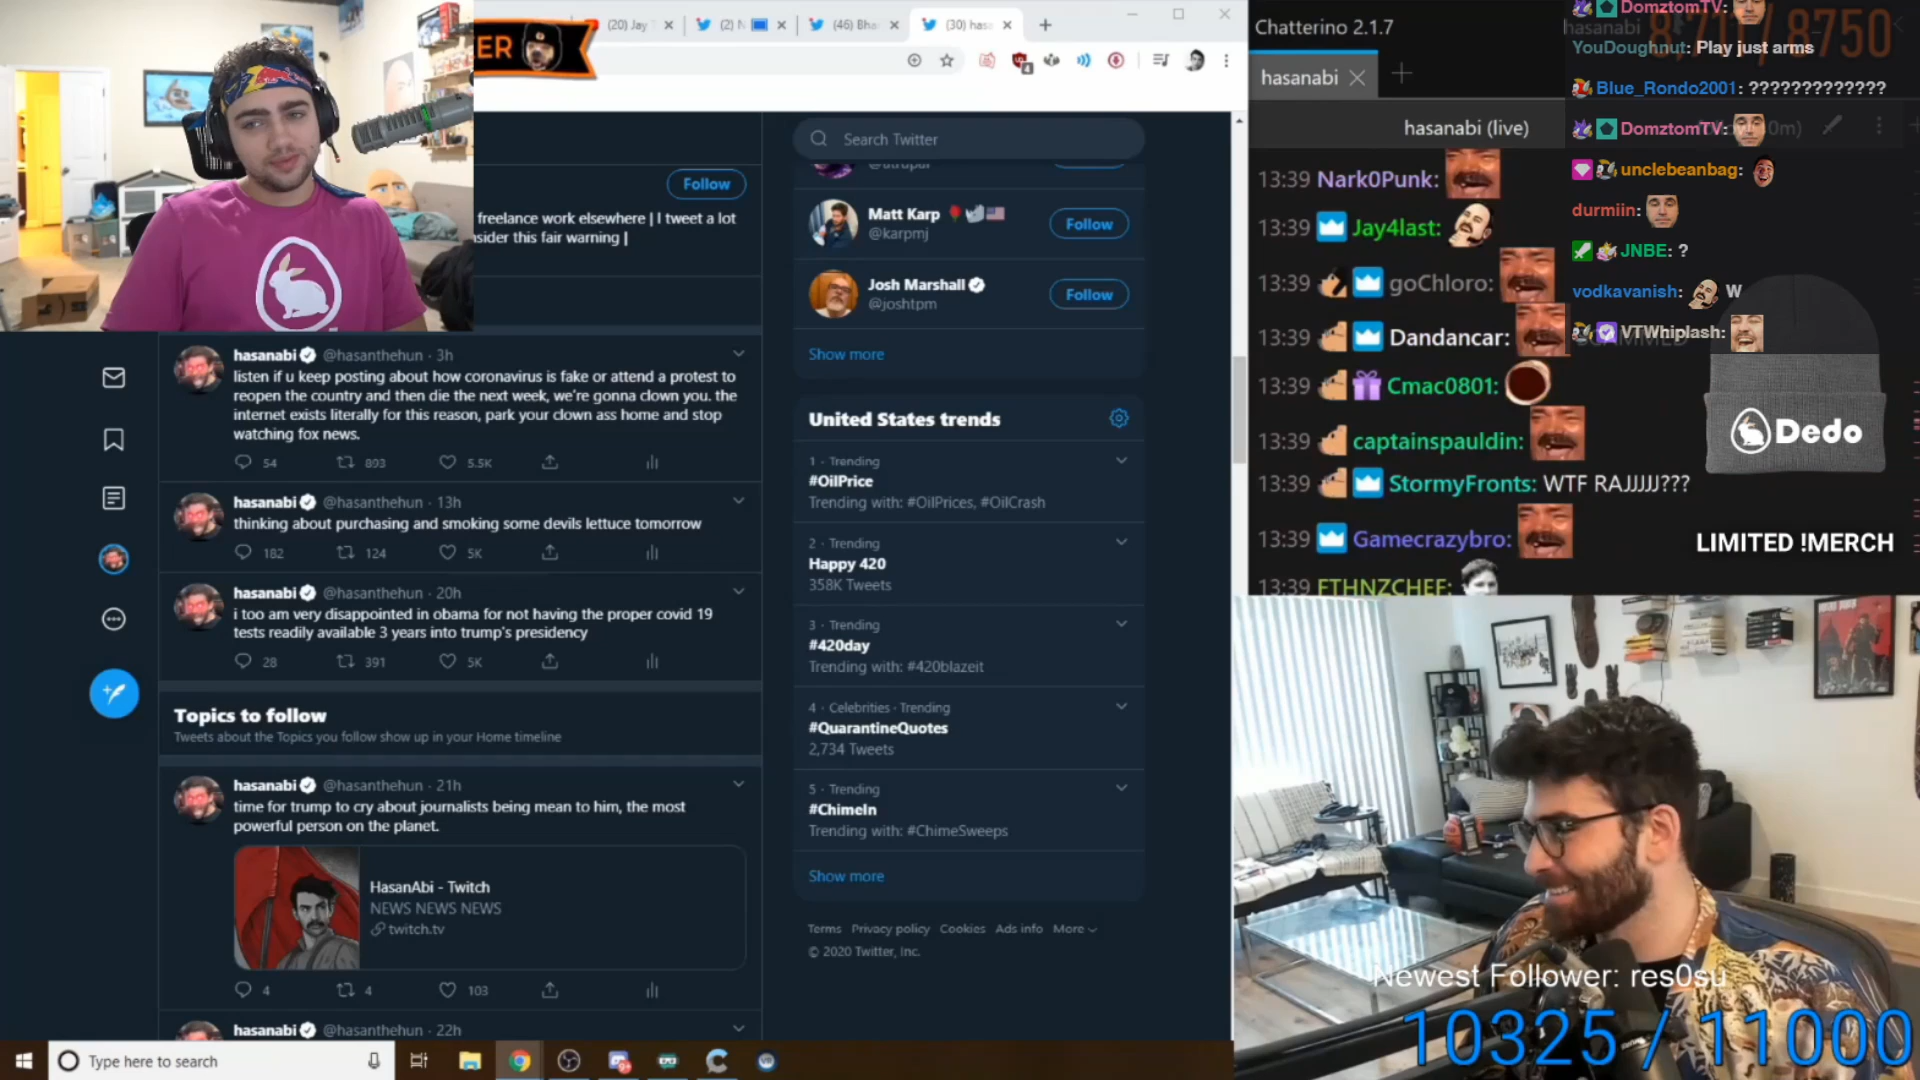 ER
(20) Jay
(2) N
(46) Bha
(30) hasa
4
Follow
freelance work elsewhere | I tweet a lot
sider this fair warning |
hasanabi @hasanthehun · 3h
listen if u keep posting about how coronavirus is fake or attend a protest to
reopen the country and then die the next week, we're gonna clown you. the
internet exists literally for this reason, park your clown ass home and stop
watching fox news.
54 893 5.5K
hasanabi @hasanthehun · 13h
thinking about purchasing and smoking some devils lettuce tomorrow
182 124 5K
hasanabi @hasanthehun · 20h
i too am very disappointed in obama for not having the proper covid 19
tests readily available 3 years into trump's presidency
28 391 5K
Topics to follow
Tweets about the Topics you follow show up in your Home timeline
hasanabi @hasanthehun · 21h
time for trump to cry about journalists being mean to him, the most
powerful person on the planet.
HasanAbi - Twitch
NEWS NEWS NEWS
twitch.tv
4 4 103
hasanabi @hasanthehun · 22h
Type here to search
Search Twitter
Matt Karp
@karpmj
Follow
Josh Marshall
@joshtpm
Follow
Show more
United States trends
1 · Trending
#OilPrice
Trending with: #OilPrices, #OilCrash
2 · Trending
Happy 420
358K Tweets
3 · Trending
#420day
Trending with: #420blazeit
4 · Celebrities · Trending
#QuarantineQuotes
2,734 Tweets
5 · Trending
#ChimeIn
Trending with: #ChimeSweeps
Show more
Terms Privacy policy Cookies Ads info More
© 2020 Twitter, Inc.
Chatterino 2.1.7
hasanabi
hasanabi (live)
13:39 Nark0Punk:
13:39 Jay4last:
13:39 goChloro:
13:39 Dandancar:
13:39 Cmac0801:
13:39 captainspauldin:
13:39 StormyFronts: WTF RAJJJJJ???
13:39 Gamecrazybro:
13:39 FTHNZCHEF:
hasanabi
8,717 / 8750
DomztomTV:
YouDoughnut: Play just arms
Blue_Rondo2001: ?????????????
DomztomTV:
unclebeanbag:
durmiin:
JNBE: ?
vodkavanish: W
VTWhiplash:
Dedo
LIMITED !MERCH
Newest Follower: res0su
10325 / 11000